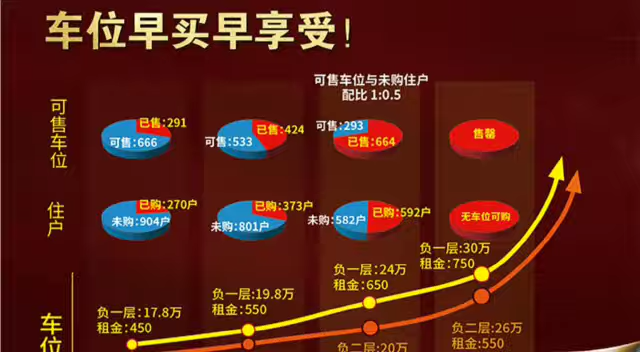 车位早买早享受!
可售车位与未购住户
配比 1:0.5
可售车位
已售:291
可售:666
已售:424
可售:533
可售:293
已售:664
售罄
住户
已购:270户
未购:904户
已购:373户
未购:801户
已购:592户
未购:582户
无车位可购
负一层:17.8万
租金:450
负一层:19.8万
租金:550
负一层:24万
租金:650
负一层:30万
租金:750
车位
负二层:20万
负二层:26万
租金:550